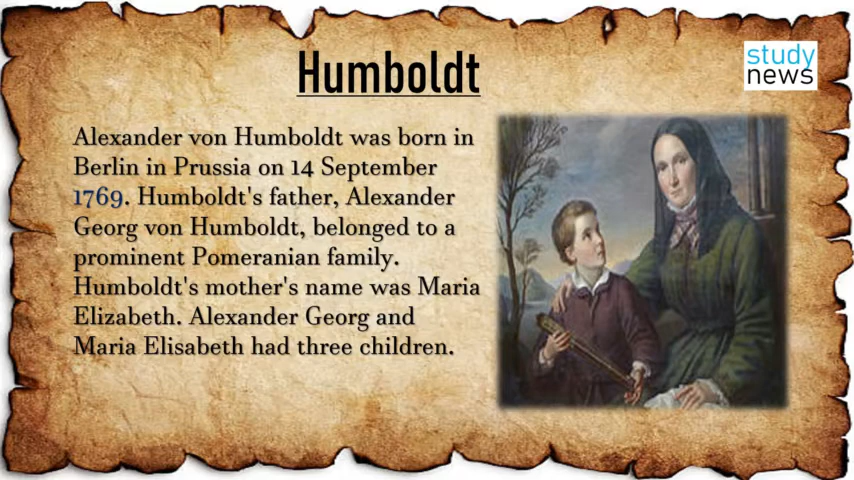 Humboldt
study
news
Alexander von Humboldt was born in
Berlin in Prussia on 14 September
1769. Humboldt's father, Alexander
Georg von Humboldt, belonged to a
prominent Pomeranian family.
Humboldt's mother's name was Maria
Elizabeth. Alexander Georg and
Maria Elisabeth had three children.